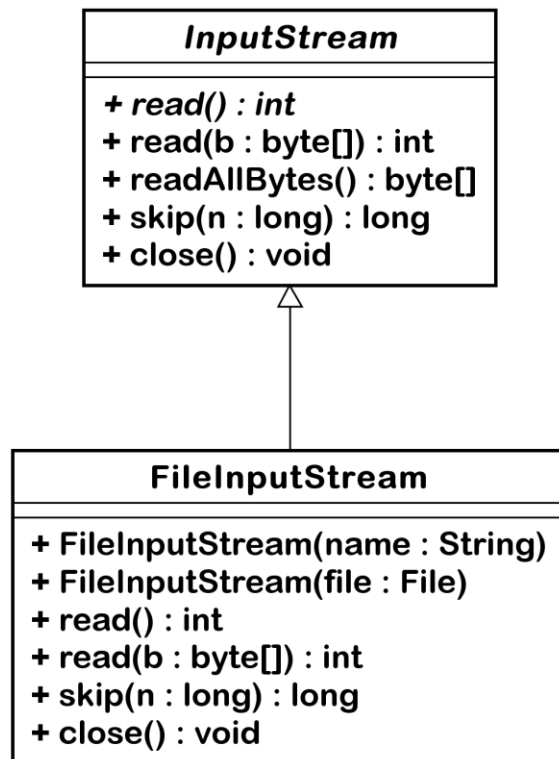 InputStream
+ read() : int
+ read(b : byte[]) : int
+ readAllBytes() : byte[]
+ skip(n : long) : long
+ close() : void
FileInputStream
+ FileInputStream(name : String)
+ FileInputStream(file : File)
+ read() : int
+ read(b : byte[]) : int
+ skip(n : long) : long
+ close() : void